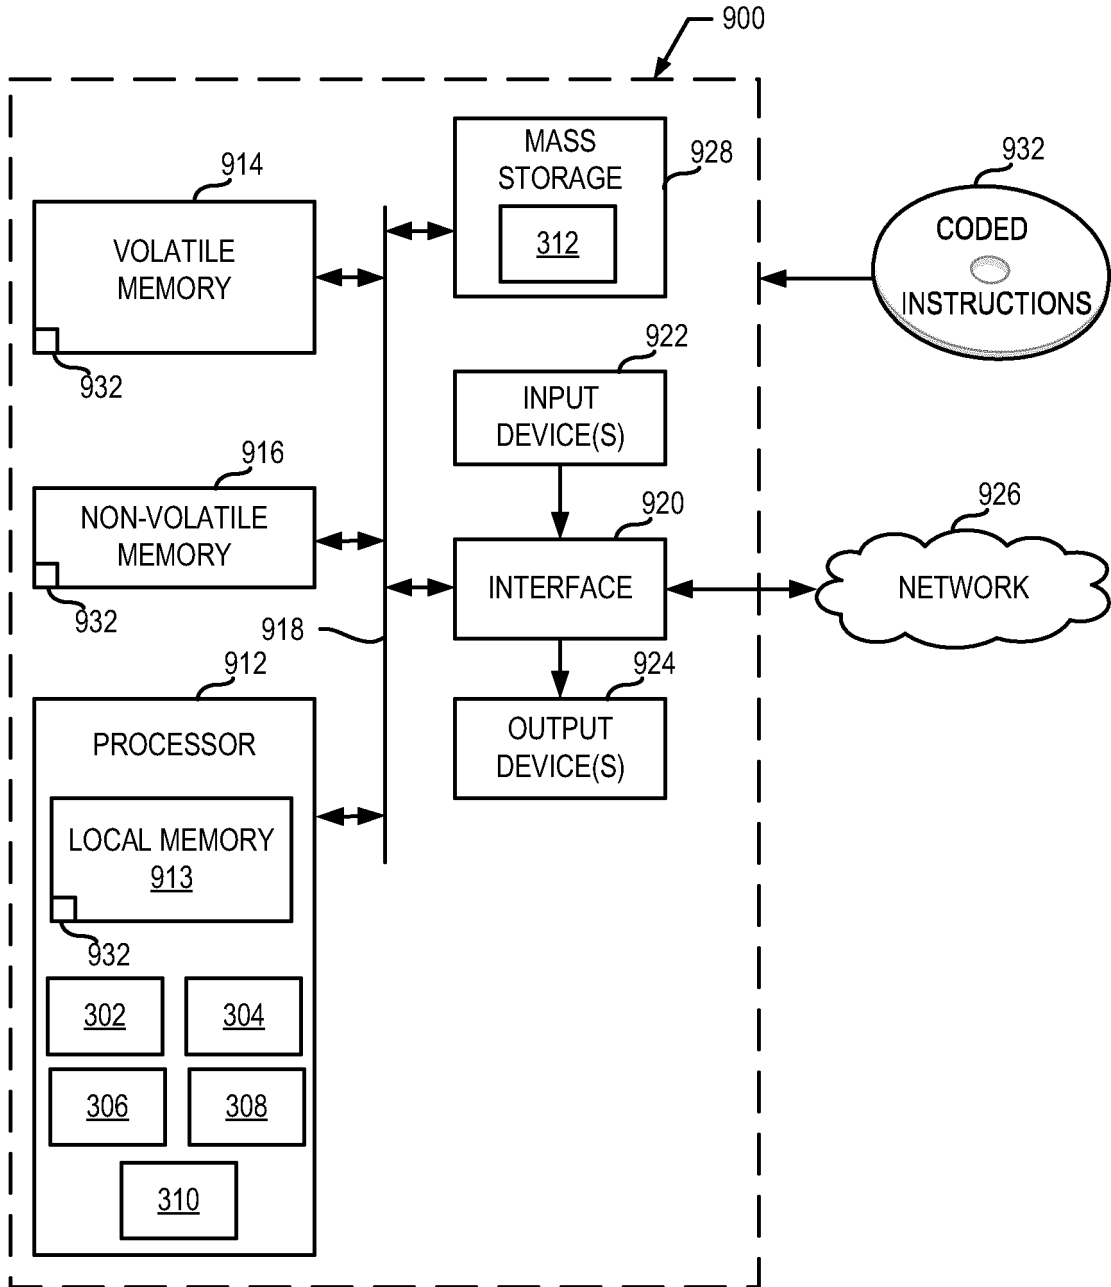 900
914
VOLATILE
MEMORY
932
MASS
STORAGE
928
312
932
CODED
INSTRUCTIONS
922
INPUT
DEVICE(S)
916
NON-VOLATILE
MEMORY
932
920
INTERFACE
926
NETWORK
918
924
OUTPUT
DEVICE(S)
912
PROCESSOR
LOCAL MEMORY
913
932
302
304
306
308
310